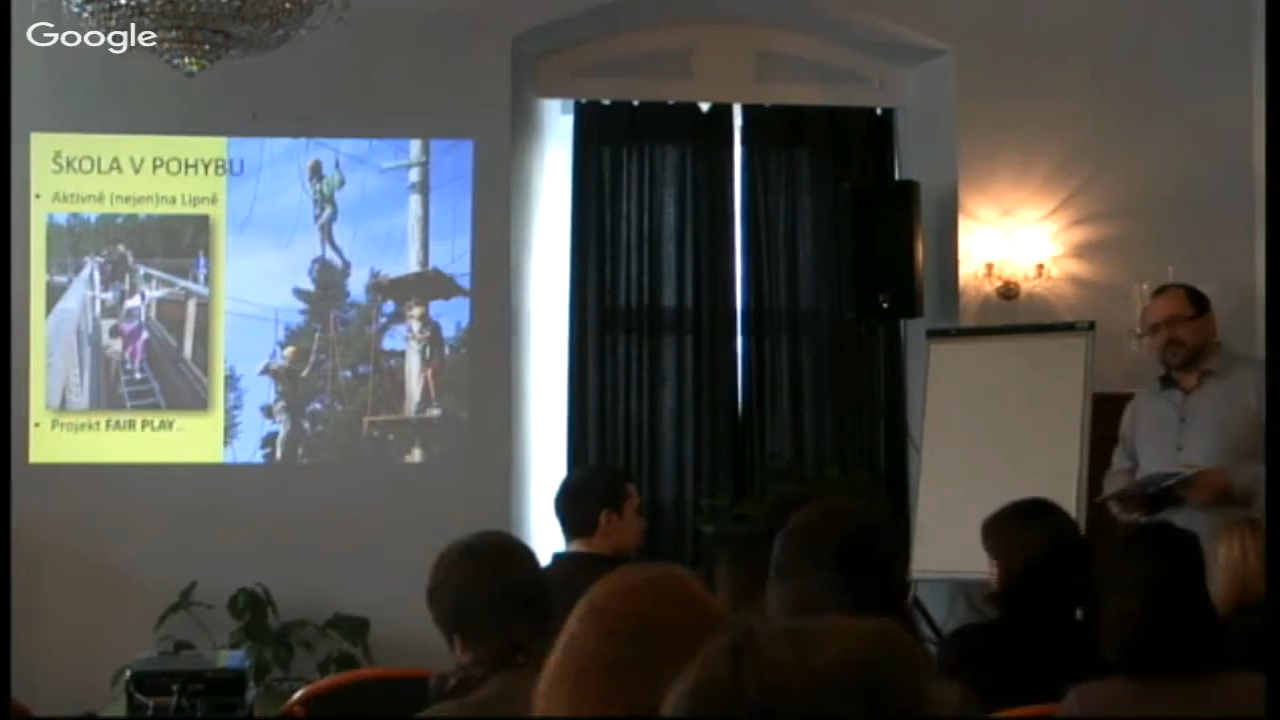 Google
ŠKOLA V POHYBU
• Aktivně (nejen)na Lipně
• Projekt FAIR PLAY…